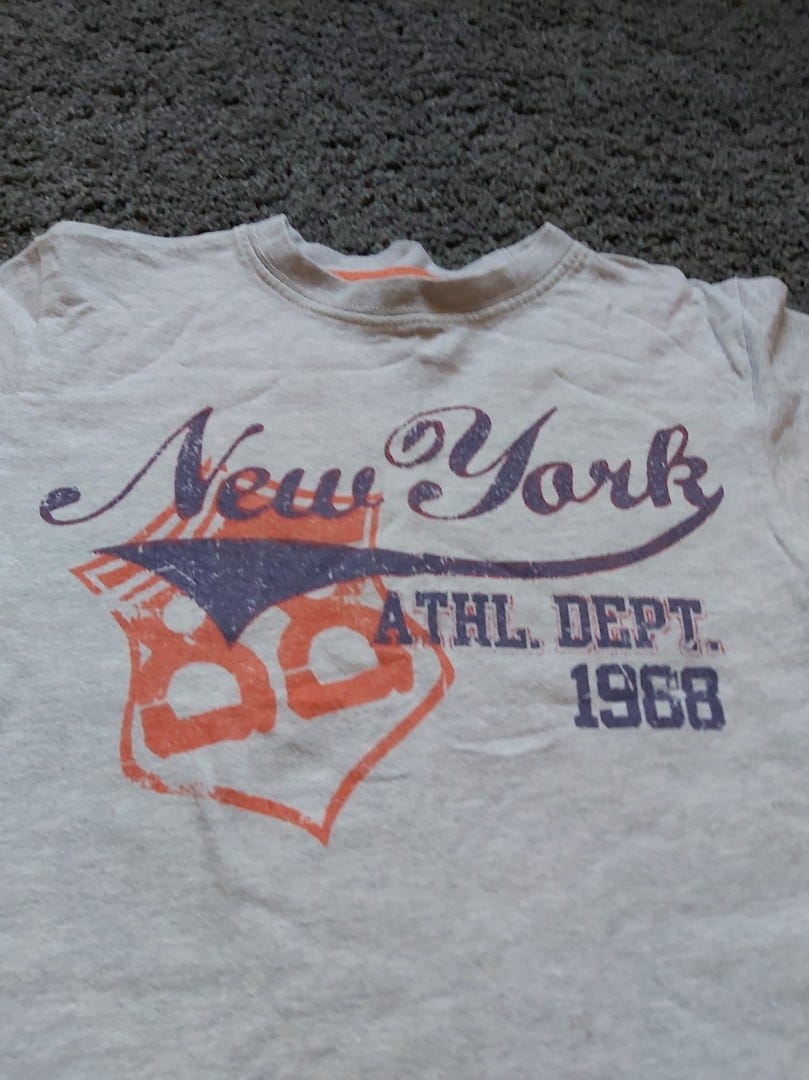 New York
ATHL. DEPT.
1968